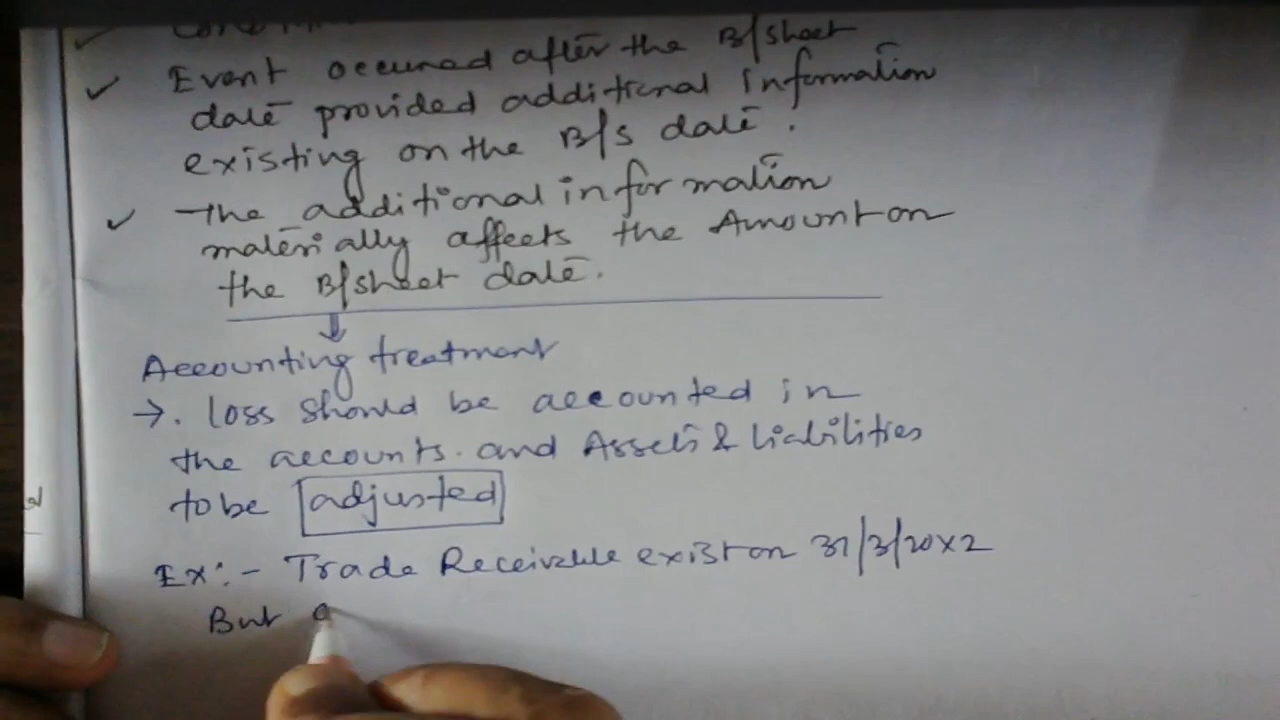 Event occured after the B/sheet
date provided additional information
existing on the B/s date.
The additional information
materially affects the Amount on
the B/sheet date.
Accounting treatment
→. loss should be accounted in
the accounts. and Assets & liabilities
to be adjusted
Ex:- Trade Receivable exist on 31/3/20x2
But